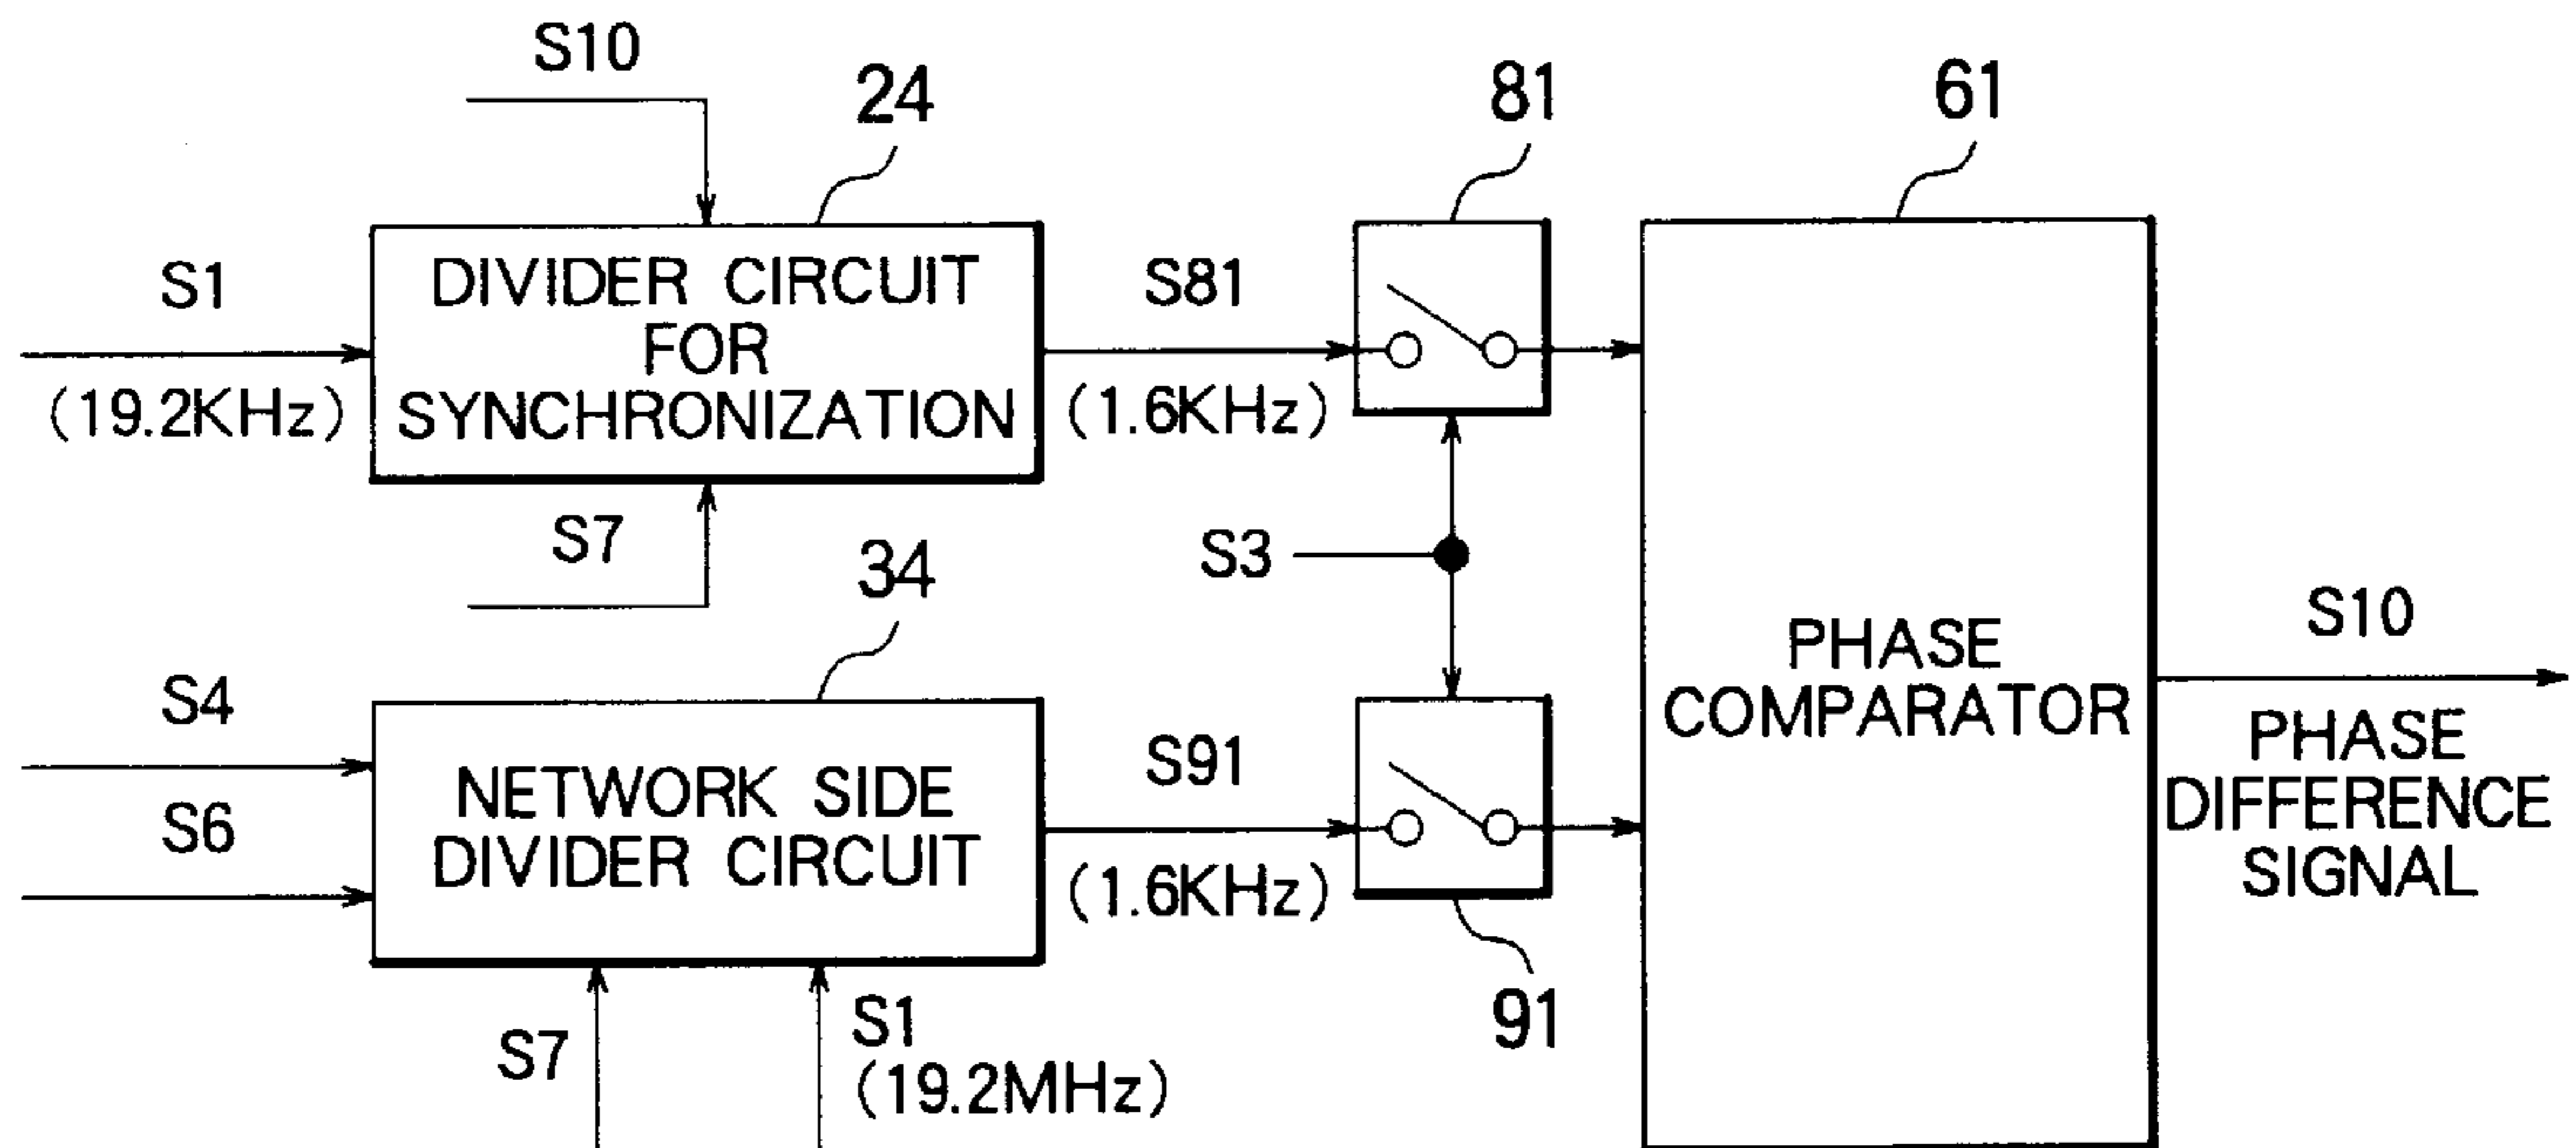 S10
24
81
61
S1
(19.2KHz)
DIVIDER CIRCUIT
FOR
SYNCHRONIZATION
S81
(1.6KHz)
S7
34
S3
S4
S6
NETWORK SIDE
DIVIDER CIRCUIT
S91
(1.6KHz)
91
S7
S1
(19.2MHz)
PHASE
COMPARATOR
S10
PHASE
DIFFERENCE
SIGNAL